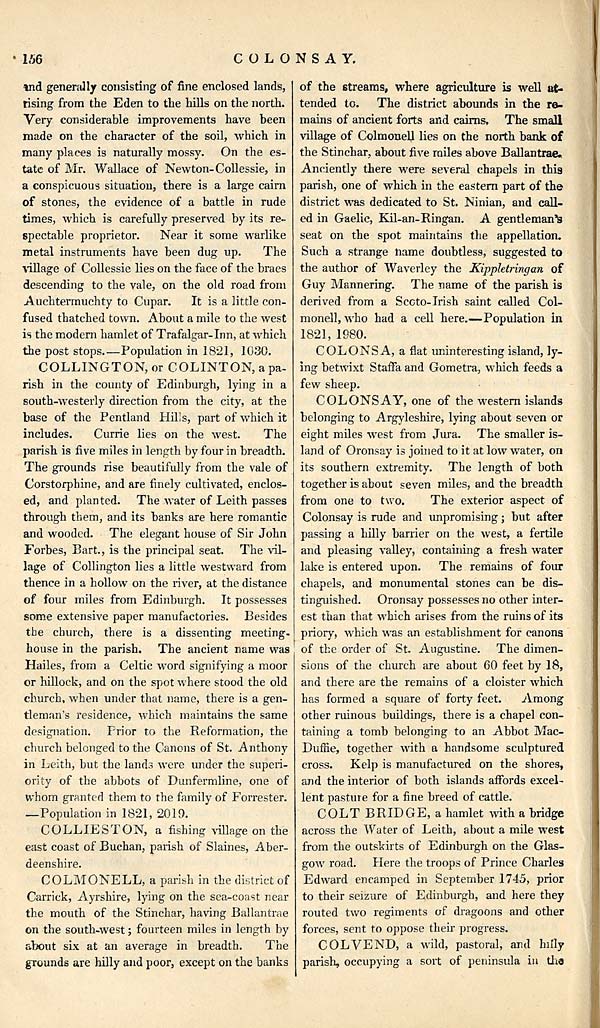 156
COLONSAY.
and generally consisting of fine enclosed lands,
rising from the Eden to the hills on the north.
Very considerable improvements have been
made on the character of the soil, which in
many places is naturally mossy. On the es-
tate of Mr. Wallace of Newton-Collessie, in
a conspicuous situation, there is a large cairn
of stones, the evidence of a battle in rude
times, which is carefully preserved by its re-
spectable proprietor. Near it some warlike
metal instruments have been dug up. The
village of Collessie lies on the face of the braes
descending to the vale, on the old road from
Auchtermuchty to Cupar. It is a little con-
fused thatched town. About a mile to the west
is the modern hamlet of Trafalgar-Inn, at which
the post stops.—Population in 1821, 1030.
COLLINGTON, or COLINTON, a pa-
rish in the county of Edinburgh, lying in a
south-westerly direction from the city, at the
base of the Pentland Hills, part of which it
includes. Currie lies on the west. The
parish is five miles in length by four in breadth.
The grounds rise beautifully from the vale of
Corstorphine, and are finely cultivated, enclos-
ed, and planted. The water of Leith passes
through them, and its banks are here romantic
and wooded. The elegant house of Sir John
Forbes, Bart., is the principal seat. The vil-
lage of Collington lies a little westward from
thence in a hollow on the river, at the distance
of four miles from Edinburgh. It possesses
some extensive paper manufactories. Besides
the church, there is a dissenting meeting-
house in the parish. The ancient name was
Hailes, from a Celtic word signifying a moor
or hillock, and on the spot where stood the old
church, when under that name, there is a gen-
tleman's residence, which maintains the same
designation. Prior to the Reformation, the
church belonged to the Canons of St. Anthony
in Leith, but the lands were under the superi-
ority of the abbots of Dunfermline, one of
whom granted them to the family of Forrester.
—Population in 1821, 2019.
COLLIESTON, a fishing village on the
east coast of Buchan, parish of Slaines, Aber-
deenshire.
COLMONELL, a parish in the district of
Carrick, Ayrshire, lying on the sea-coast near
the mouth of the Stinchar, having Ballantrae
on the south-west; fourteen miles in length by
about six at an average in breadth. The
grounds are hilly and poor, except on the banks
of the streams, where agriculture is well at-
tended to. The district abounds in the re-
mains of ancient forts and cairns. The small
village of Colmonell lies on the north bank of
the Stinchar, about five miles above Ballantrae.
Anciently there were several chapels in this
parish, one of which in the eastern part of the
district was dedicated to St. Ninian, and call-
ed in Gaelic, Kil-an-Ringan. A gentleman's
seat on the spot maintains the appellation.
Such a strange name doubtless, suggested to
the author of Waverley the Kippletringan of
Guy Mannering. The name of the parish is
derived from a Scoto-Irish saint called Col-
monell, who had a cell here.—Population in
1821, 1980.
COLONSA, a flat uninteresting island, ly-
ing betwixt Staffa and Gometra, which feeds a
few sheep.
COLONSAY, one of the western islands
belonging to Argyleshire, lying about seven or
eight miles west from Jura. The smaller is-
land of Oronsay is joined to it at low water, on
its southern extremity. The length of both
together is about seven miles, and the breadth
from one to two. The exterior aspect of
Colonsay is rude and unpromising; but after
passing a hilly barrier on the west, a fertile
and pleasing valley, containing a fresh water
lake is entered upon. The remains of four
chapels, and monumental stones can be dis-
tinguished. Oronsay possesses no other inter-
est than that which arises from the ruins of its
priory, which was an establishment for canons
of the order of St. Augustine. The dimen-
sions of the church are about 60 feet by 18,
and there are the remains of a cloister which
has formed a square of forty feet. Among
other ruinous buildings, there is a chapel con-
taining a tomb belonging to an Abbot Mac-
Duffie, together with a handsome sculptured
cross. Kelp is manufactured on the shores,
and the interior of both islands affords excel-
lent pasture for a fine breed of cattle.
COLT BRIDGE, a hamlet with a bridge
across the Water of Leith, about a mile west
from the outskirts of Edinburgh on the Glas-
gow road. Here the troops of Prince Charles
Edward encamped in September 1745, prior
to their seizure of Edinburgh, and here they
routed two regiments of dragoons and other
forces, sent to oppose their progress.
COLVEND, a wild, pastoral, and hilly
parish, occupying a sort of peninsula in the